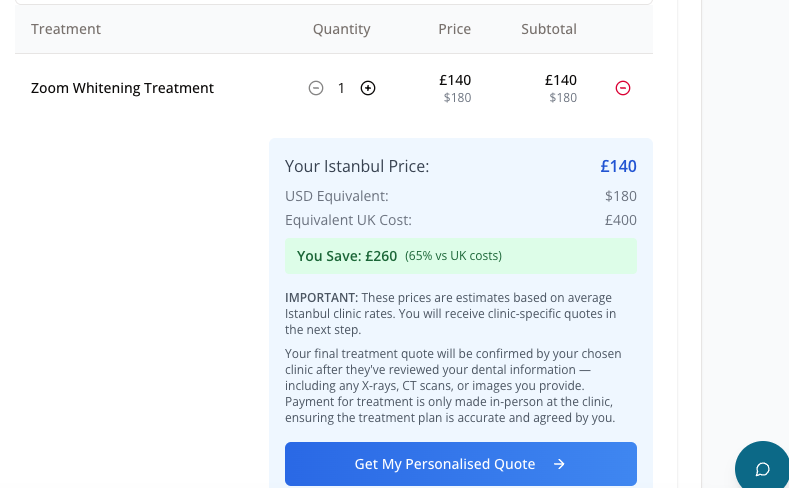 Treatment Quantity Price Subtotal
Zoom Whitening Treatment 1 £140 £140
$180 $180
Your Istanbul Price: £140
USD Equivalent: $180
Equivalent UK Cost: £400
You Save: £260 (65% vs UK costs)
IMPORTANT: These prices are estimates based on average
Istanbul clinic rates. You will receive clinic-specific quotes in
the next step.
Your final treatment quote will be confirmed by your chosen
clinic after they've reviewed your dental information —
including any X-rays, CT scans, or images you provide.
Payment for treatment is only made in-person at the clinic,
ensuring the treatment plan is accurate and agreed by you.
Get My Personalised Quote →